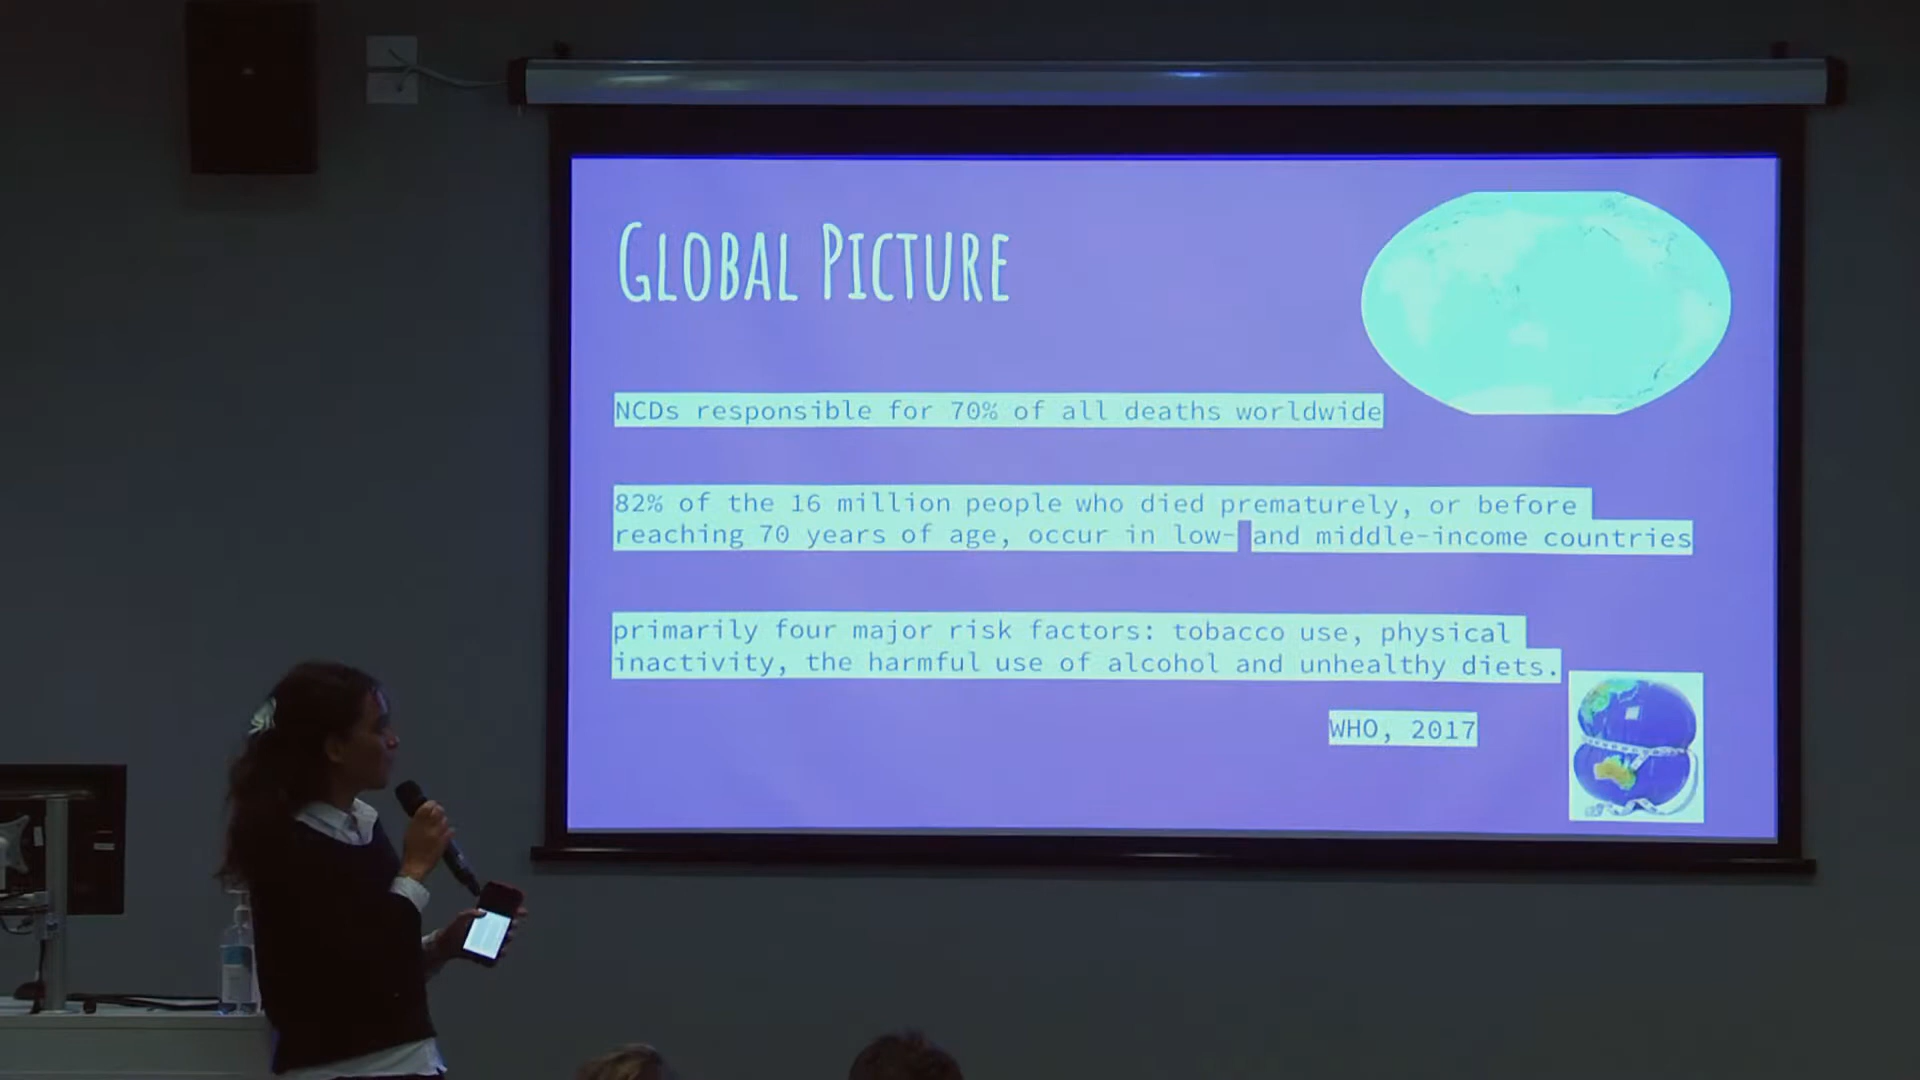 GLOBAL PICTURE
NCDs responsible for 70% of all deaths worldwide
82% of the 16 million people who died prematurely, or before
reaching 70 years of age, occur in low- and middle-income countries
primarily four major risk factors: tobacco use, physical
inactivity, the harmful use of alcohol and unhealthy diets.
WHO, 2017